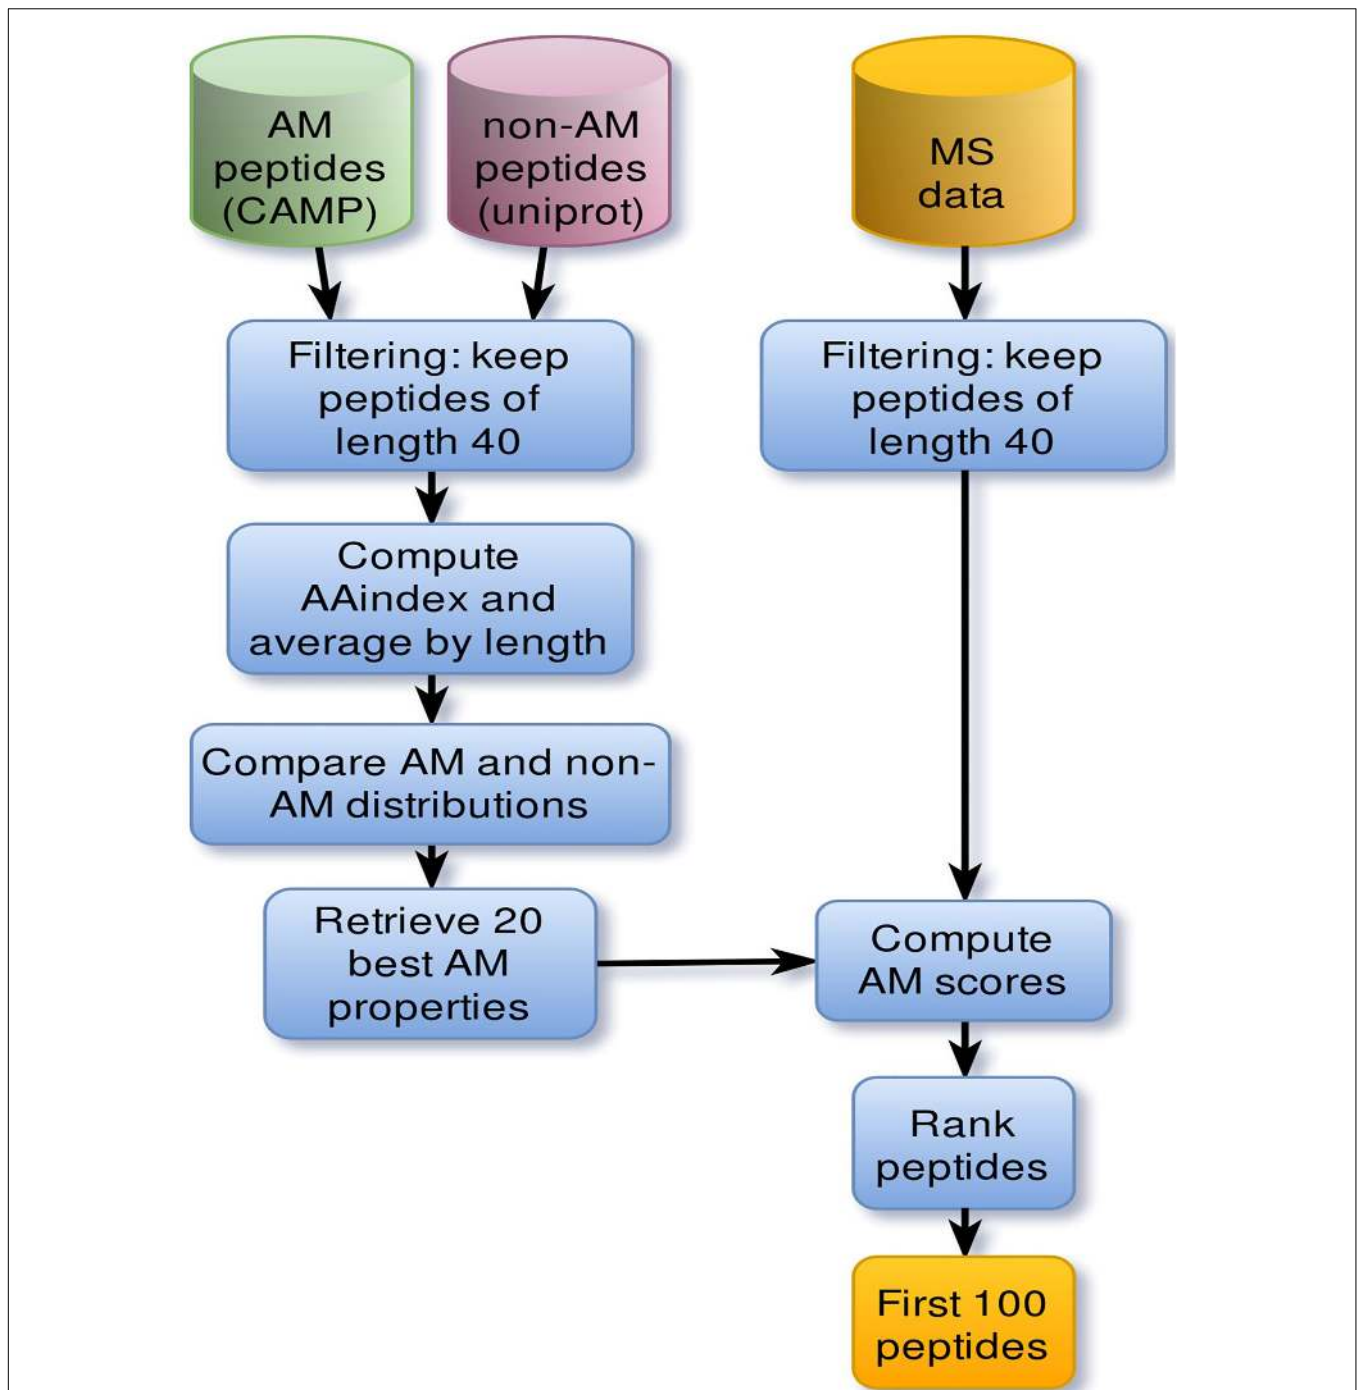 AM
peptides
(CAMP)
non-AM
peptides
(uniprot)
MS
data
Filtering: keep
peptides of
length 40
Filtering: keep
peptides of
length 40
Compute
AAindex and
average by length
Compare AM and non-
AM distributions
Retrieve 20
best AM
properties
Compute
AM scores
Rank
peptides
First 100
peptides